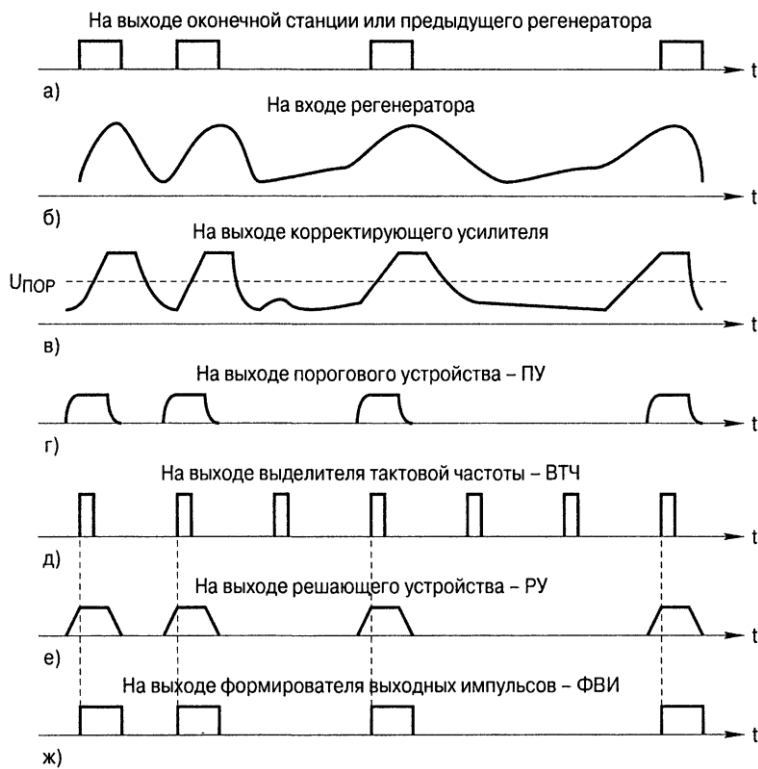 На выходе оконечной станции или предыдущего регенератора
t
а)
На входе регенератора
t
б)
На выходе корректирующего усилителя
UПОР
t
в)
На выходе порогового устройства – ПУ
t
г)
На выходе выделителя тактовой частоты – ВТЧ
t
д)
На выходе решающего устройства – РУ
t
е)
На выходе формирователя выходных импульсов – ФВИ
t
ж)